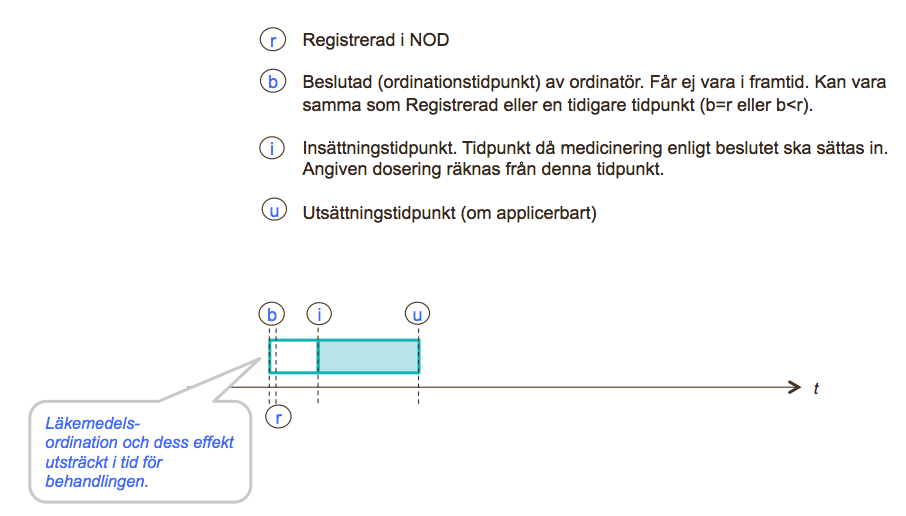 r Registrerad i NOD
b Beslutad (ordinationstidpunkt) av ordinatör. Får ej vara i framtid. Kan vara
samma som Registrerad eller en tidigare tidpunkt (b=r eller b<r).
i Insättningstidpunkt. Tidpunkt då medicinering enligt beslutet ska sättas in.
Angiven dosering räknas från denna tidpunkt.
u Utsättningstidpunkt (om applicerbart)
b i u
t
r
Läkemedels-
ordination och dess effekt
utsträckt i tid för
behandlingen.